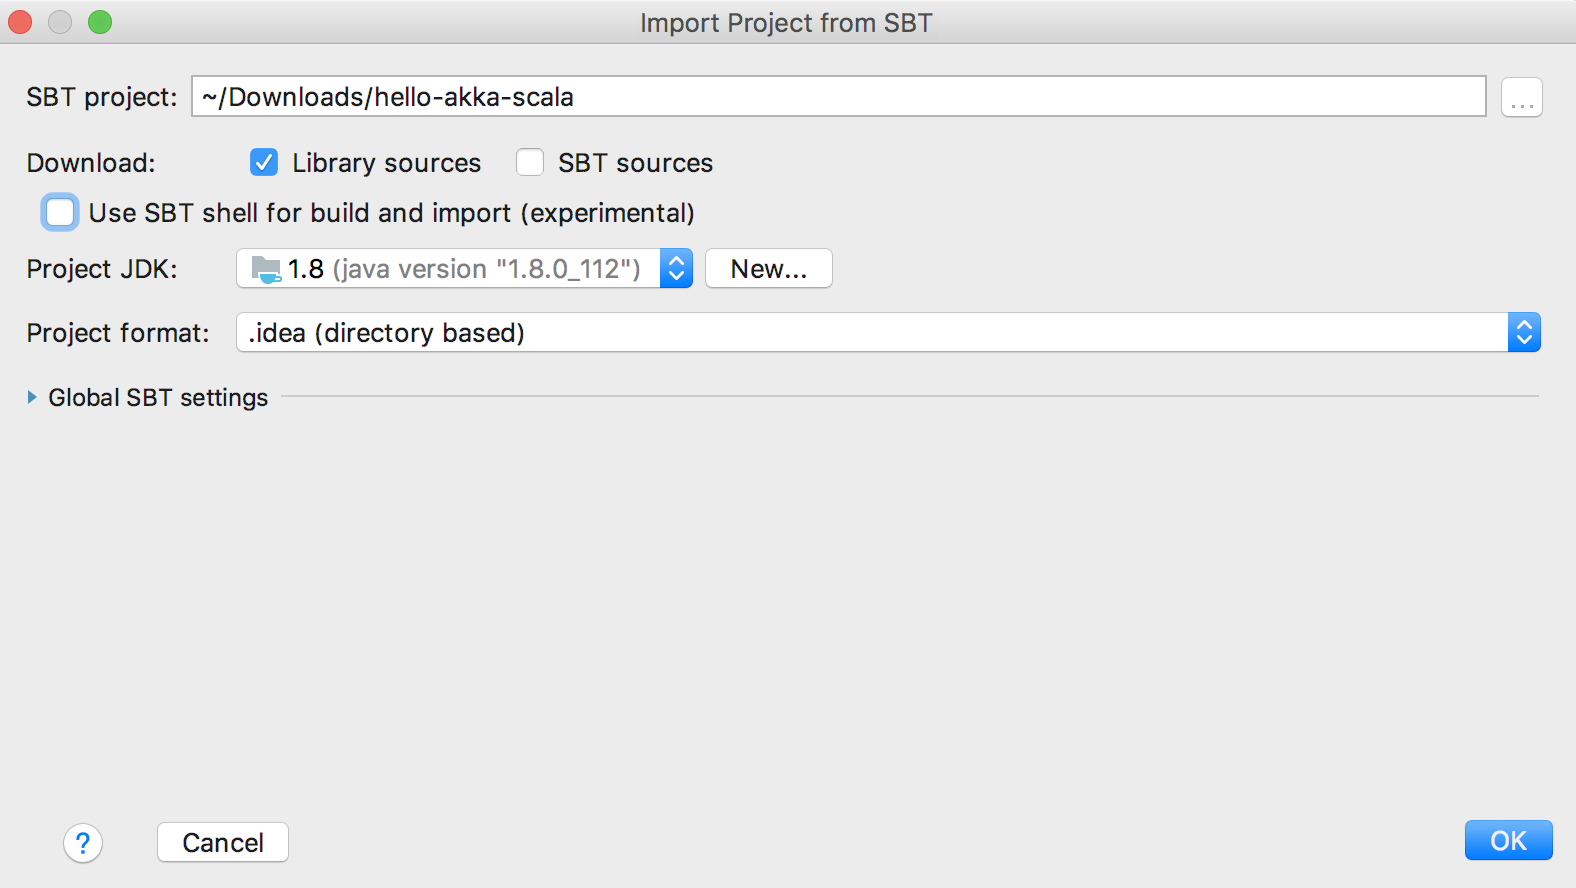 Import Project from SBT
SBT project: ~/Downloads/hello-akka-scala ...
Download: Library sources SBT sources
Use SBT shell for build and import (experimental)
Project JDK: 1.8 (java version "1.8.0_112") New...
Project format: .idea (directory based)
Global SBT settings
? Cancel OK